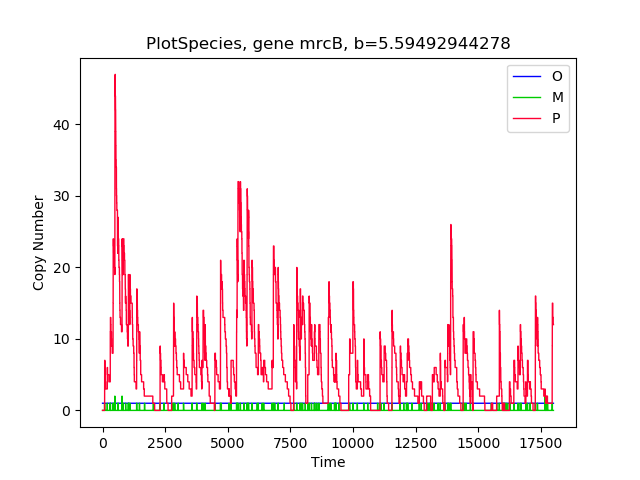 PlotSpecies, gene mrcB, b=5.59492944278
O
M
P
40
30
20
10
0
Copy Number
0 2500 5000 7500 10000 12500 15000 17500
Time